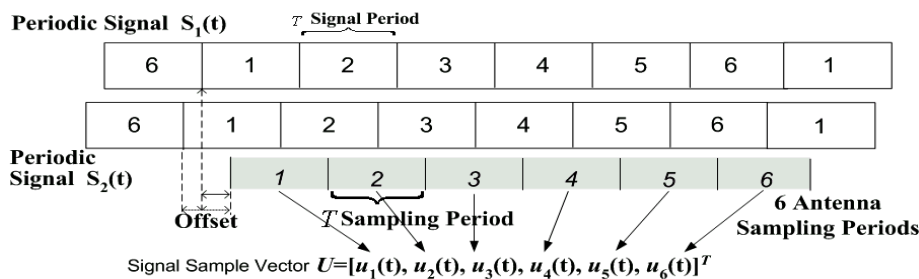 Periodic Signal S1(t)
T Signal Period
6 1 2 3 4 5 6 1
6 1 2 3 4 5 6 1
Periodic
Signal S2(t)
1 2 3 4 5 6
Offset
T Sampling Period
6 Antenna
Sampling Periods
Signal Sample Vector U=[u1(t), u2(t), u3(t), u4(t), u5(t), u6(t)]T